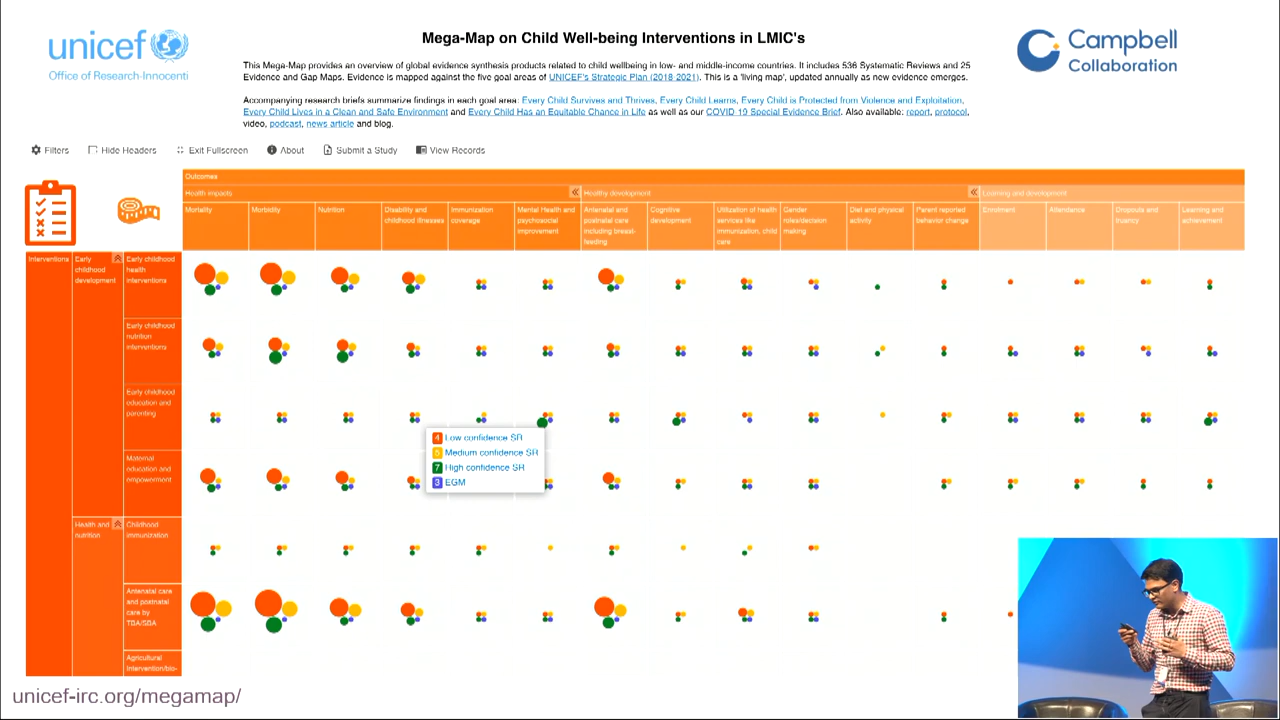 unicef
Office of Research-Innocenti
Mega-Map on Child Well-being Interventions in LMIC's
Campbell
Collaboration
This Mega-Map provides an overview of global evidence synthesis products related to child wellbeing in low- and middle-income countries. It includes 536 Systematic Reviews and 25
Evidence and Gap Maps. Evidence is mapped against the five goal areas of UNICEF's Strategic Plan (2018-2021). This is a 'living map', updated annually as new evidence emerges.
Accompanying research briefs summarize findings in each goal area: Every Child Survives and Thrives, Every Child Learns, Every Child is Protected from Violence and Exploitation,
Every Child Lives in a Clean and Safe Environment and Every Child Has an Equitable Chance in Life as well as our COVID 19 Special Evidence Brief. Also available: report, protocol,
video, podcast, news article and blog.
Filters Hide Headers Exit Fullscreen About Submit a Study View Records
Outcomes
Health impacts
Healthy development
Learning and development
Mortality
Morbidity
Nutrition
Disability and
childhood illnesses
Immunization
coverage
Mental Health and
psychosocial
improvement
Antenatal and
postnatal care
including breast-
feeding
Cognitive
development
Utilization of health
services like
immunization, child
care
Gender
roles/decision
making
Diet and physical
activity
Parent reported
behavior change
Enrolment
Attendance
Dropouts and
truancy
Learning and
achievement
Interventions
Early
childhood
development
Early childhood
health
interventions
Early childhood
nutrition
interventions
Early childhood
education and
parenting
Maternal
education and
empowerment
Health and
nutrition
Childhood
immunization
Antenatal care
and postnatal
care by
TBA/SBA
Agricultural
intervention/bio-
4 Low confidence SR
5 Medium confidence SR
7 High confidence SR
3 EGM
unicef-irc.org/megamap/